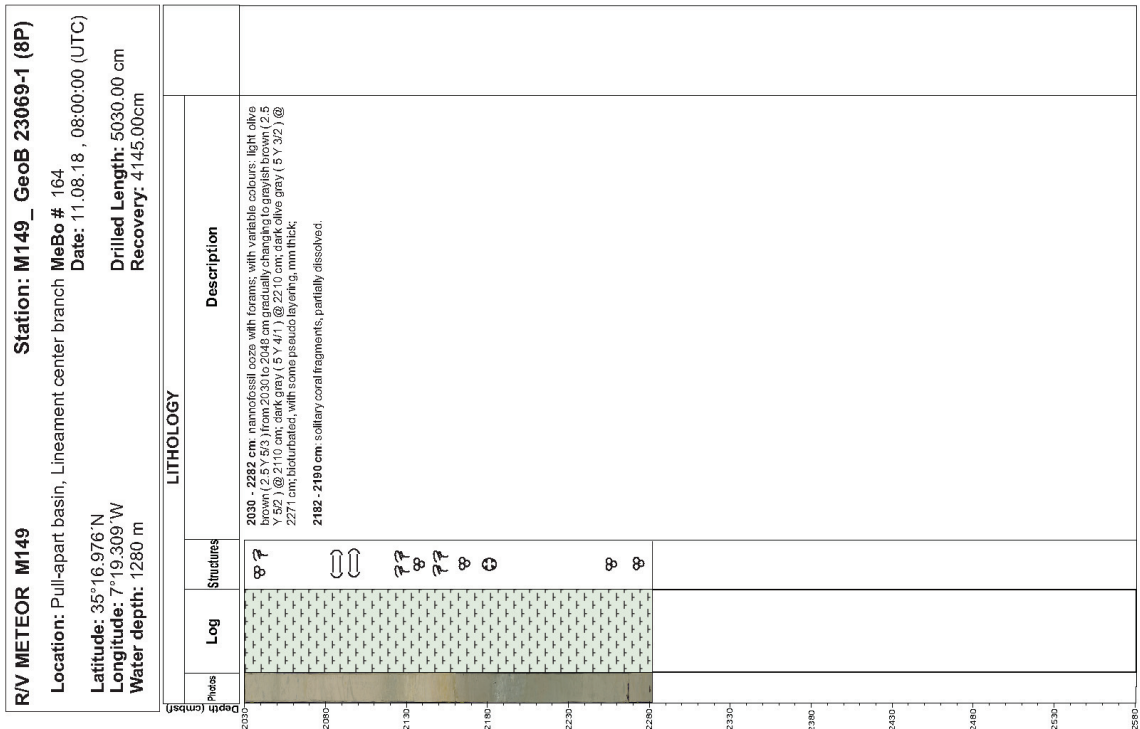 R/V METEOR M149 Station: M149_ GeoB 23069-1 (8P)
Location: Pull-apart basin, Lineament center branch MeBo # 164
Date: 11.08.18 , 08:00:00 (UTC)
Latitude: 35°16.976´N
Longitude: 7°19.309´W Drilled Length: 5030.00 cm
Water depth: 1280 m Recovery: 4145.00cm
LITHOLOGY
Depth (cmbsf) Photos Log Structures Description
2030 - 2282 cm: nannofossil ooze with forams; with variable colours: light olive
brown ( 2.5 Y 5/3 ) from 2030 to 2048 cm gradually changing to grayish brown ( 2.5
Y 5/2 ) @ 2110 cm; dark gray ( 5 Y 4/1 ) @ 2210 cm; dark olive gray ( 5 Y 3/2 ) @
2271 cm; bioturbated, with some pseudo layering, mm thick;
2182 - 2190 cm: solitary coral fragments, partially dissolved.
2030
2080
2130
2180
2230
2280
2330
2380
2430
2480
2530
2580